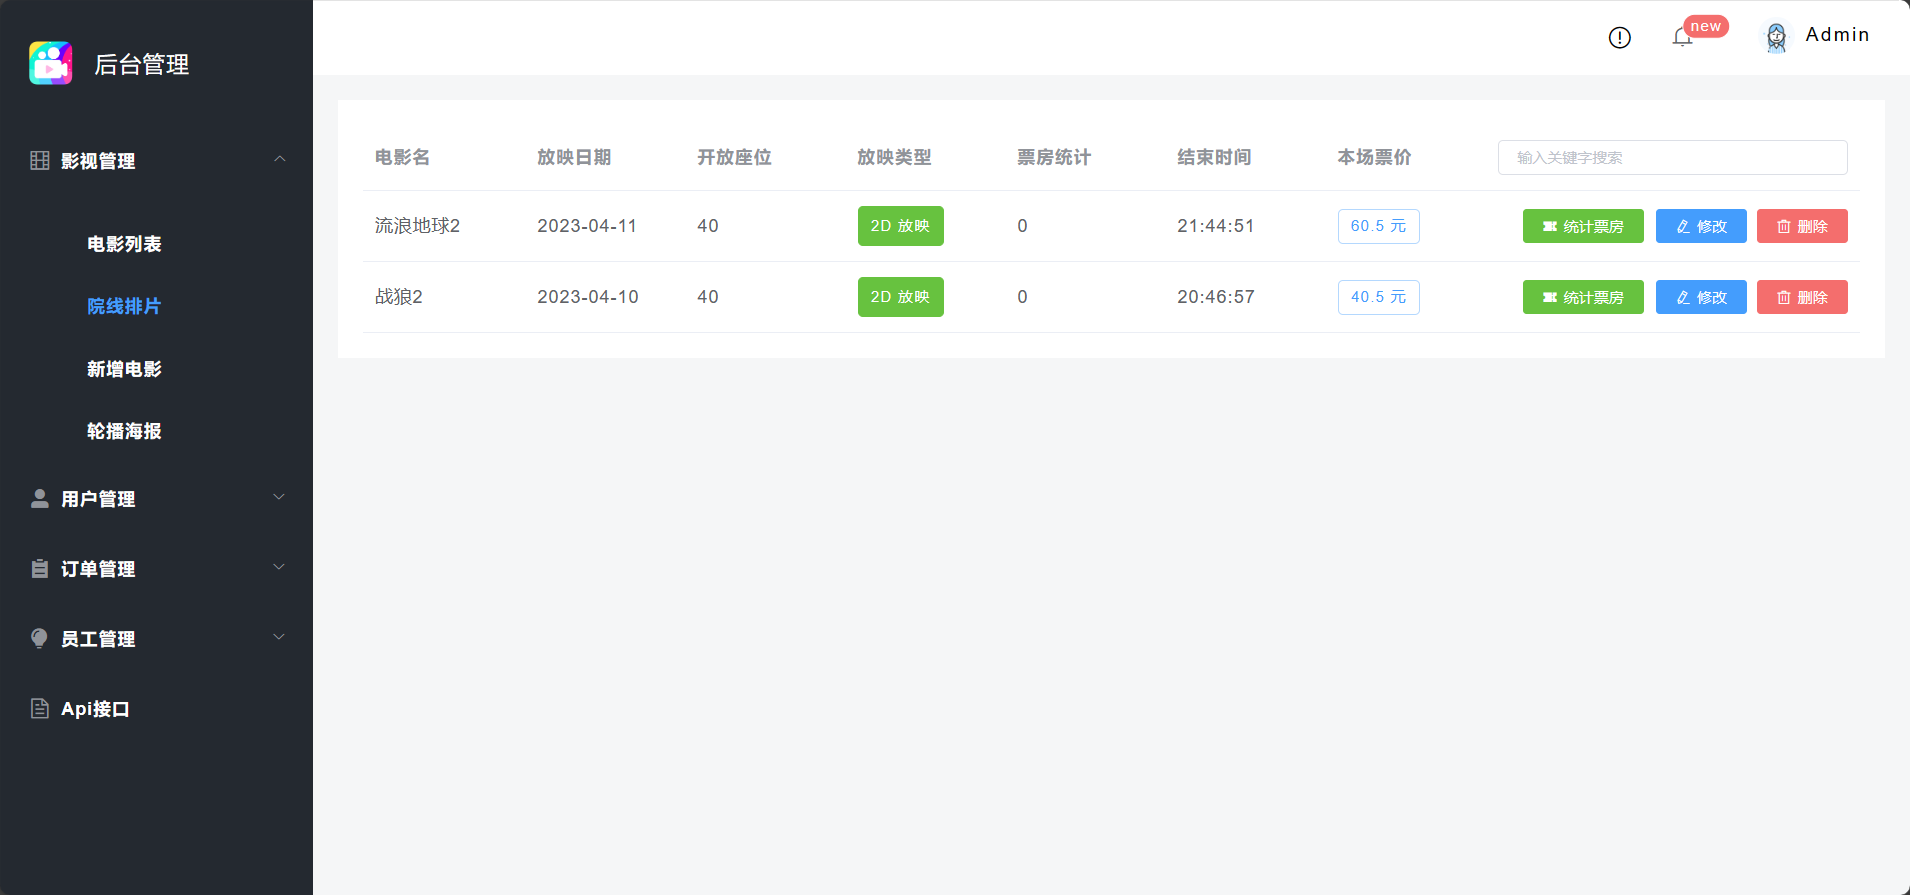 后台管理
new
Admin
影视管理
电影列表
院线排片
新增电影
轮播海报
用户管理
订单管理
员工管理
Api接口
电影名 放映日期 开放座位 放映类型 票房统计 结束时间 本场票价 输入关键字搜索
流浪地球2 2023-04-11 40 2D 放映 0 21:44:51 60.5 元 统计票房 修改 删除
战狼2 2023-04-10 40 2D 放映 0 20:46:57 40.5 元 统计票房 修改 删除